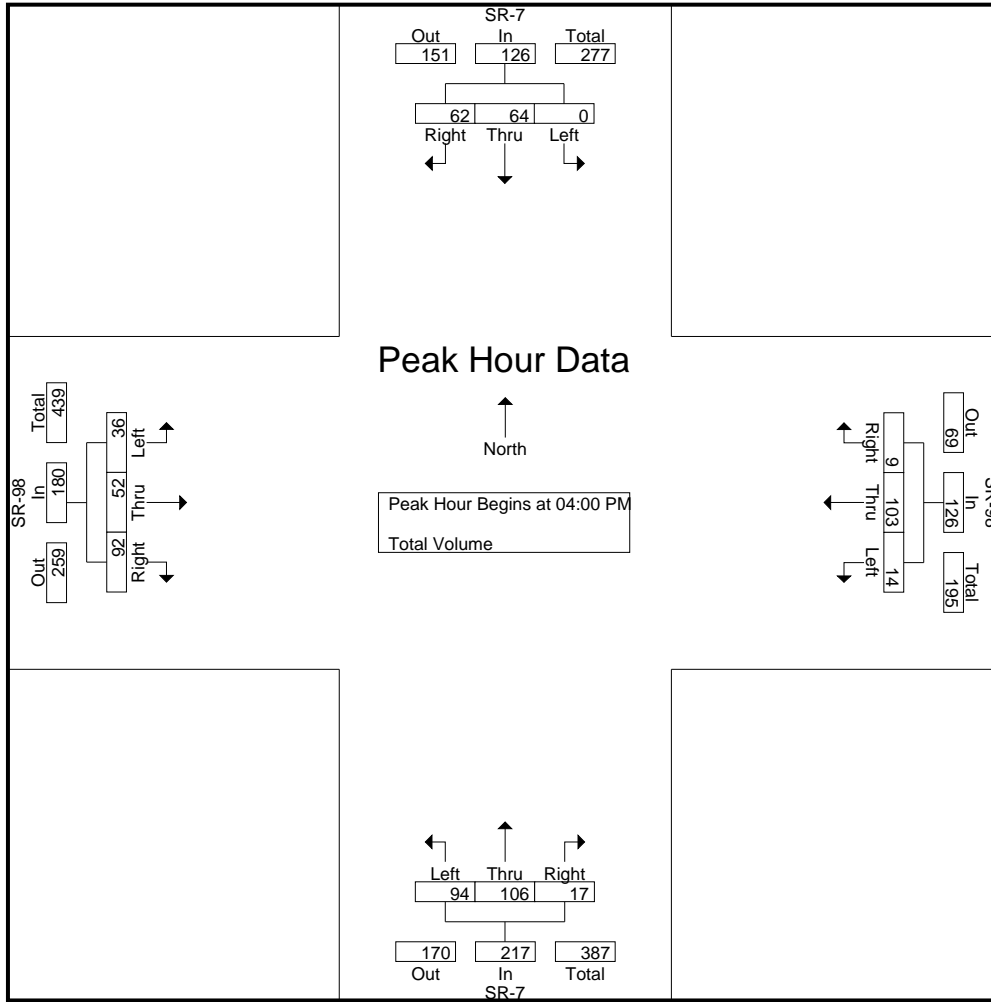 SR-7
Out In Total
151 126 277
62 64 0
Right Thru Left
Peak Hour Data
North
Peak Hour Begins at 04:00 PM
Total Volume
SR-98
Total In Out
439 180 259
36 52 92
Left Thru Right
SR-98
Out In Total
69 126 195
9 103 14
Right Thru Left
Left Thru Right
94 106 17
170 217 387
Out In Total
SR-7